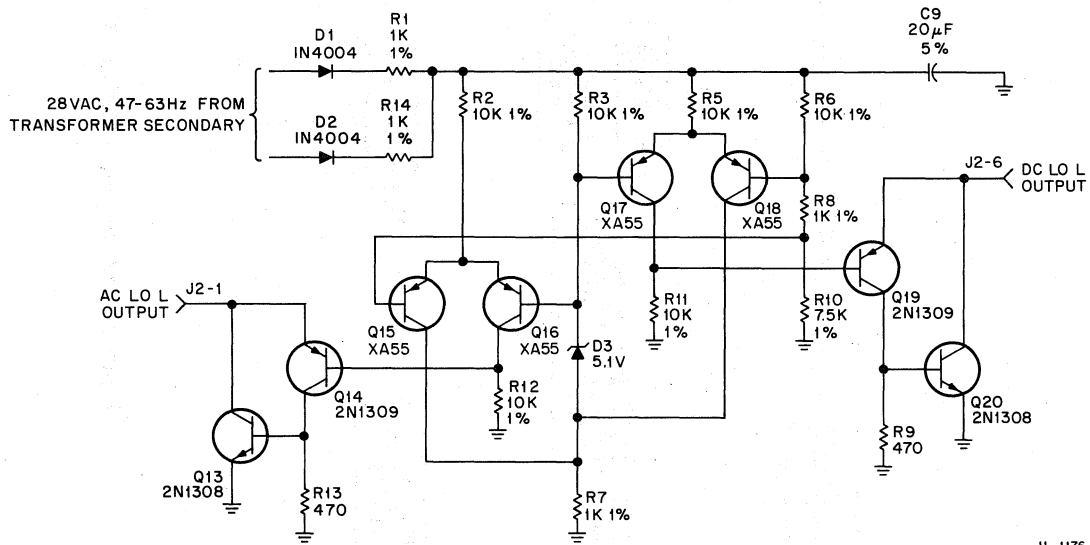 D1
IN4004
R1
1K
1%
28VAC, 47-63Hz FROM
TRANSFORMER SECONDARY
D2
IN4004
R14
1K
1%
R2
10K 1%
R3
10K 1%
R5
10K 1%
R6
10K 1%
C9
20μF
5%
Q17
XA55
Q18
XA55
R8
1K 1%
J2-6
DC LO L
OUTPUT
AC LO L
OUTPUT
J2-1
Q15
XA55
Q16
XA55
D3
5.1V
R11
10K
1%
R10
7.5K
1%
Q19
2N1309
Q14
2N1309
R12
10K
1%
Q20
2N1308
R9
470
Q13
2N1308
R13
470
R7
1K 1%